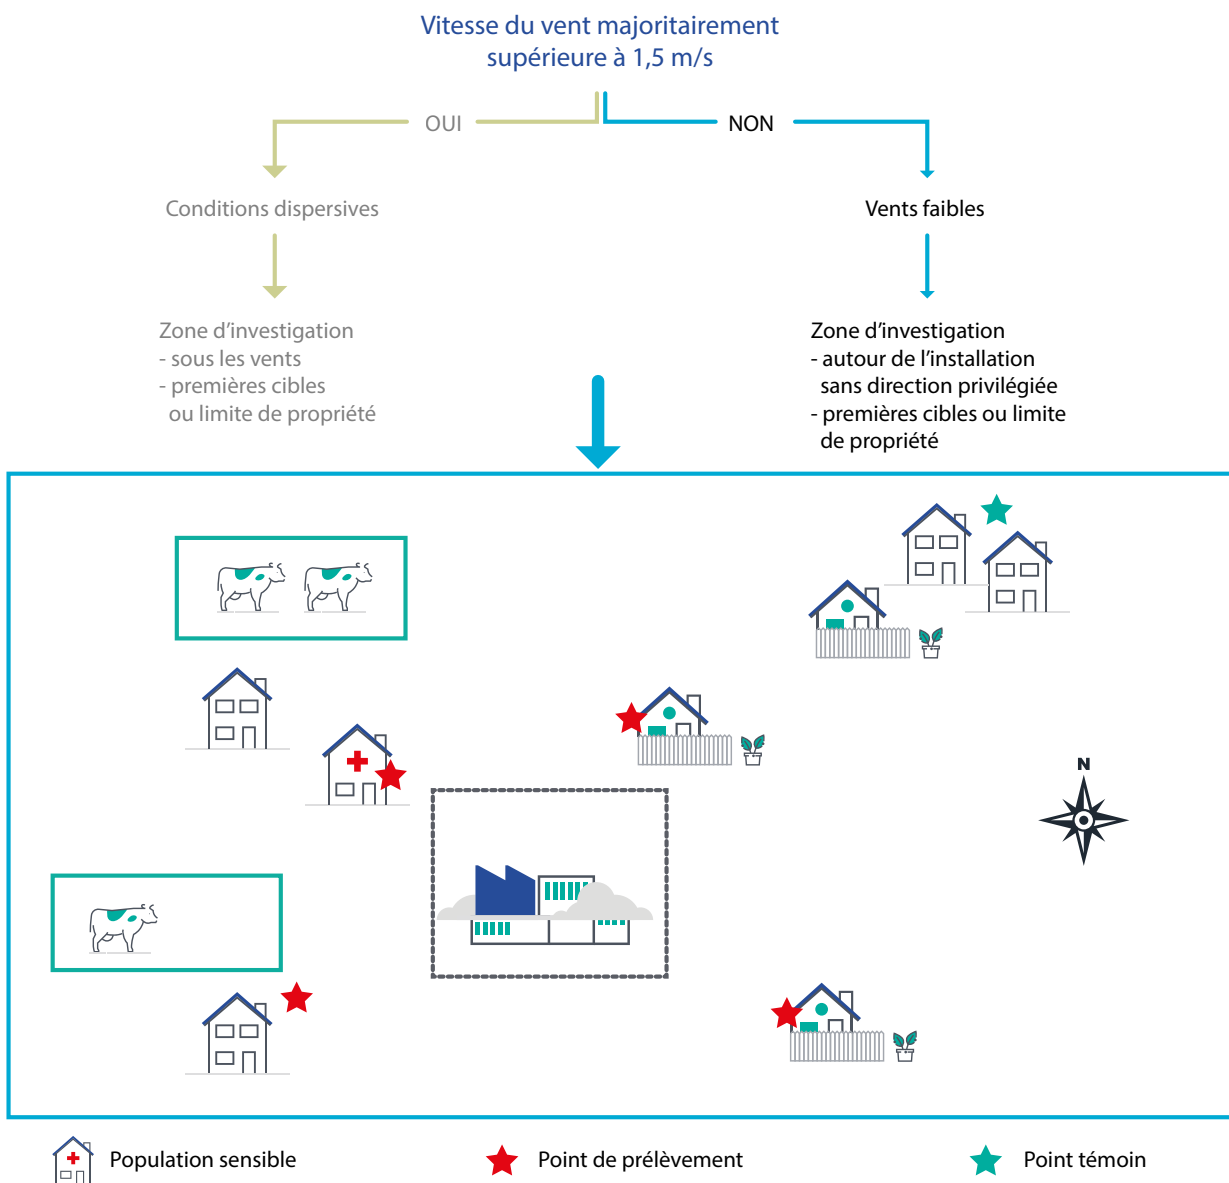 Vitesse du vent majoritairement
supérieure à 1,5 m/s
OUI
NON
Conditions dispersives
Vents faibles
Zone d’investigation
- sous les vents
- premières cibles
ou limite de propriété
Zone d’investigation
- autour de l’installation
sans direction privilégiée
- premières cibles ou limite
de propriété
N
Population sensible
Point de prélèvement
Point témoin